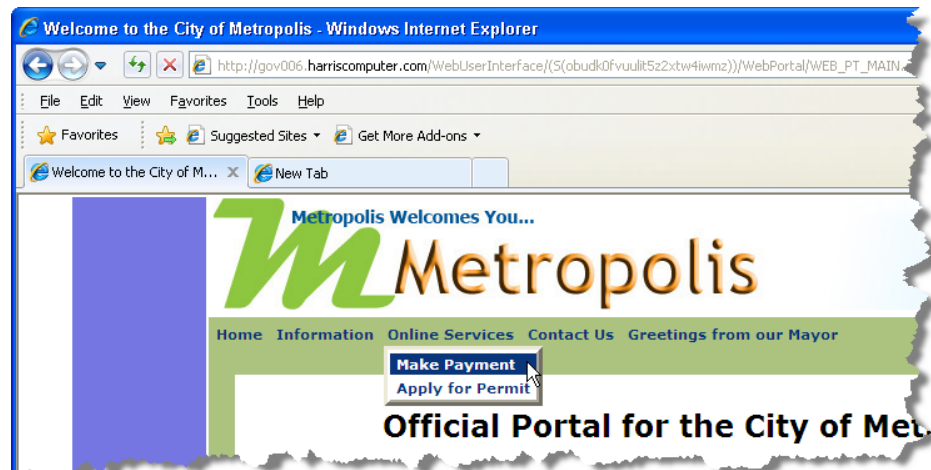 Welcome to the City of Metropolis - Windows Internet Explorer
http://gov006.harriscomputer.com/WebUserInterface/(S(obudk0fvuulit5z2xtw4iwmz))/WebPortal/WEB_PT_MAIN.
File Edit View Favorites Tools Help
Favorites Suggested Sites Get More Add-ons
Welcome to the City of M... New Tab
Metropolis Welcomes You...
Metropolis
Home Information Online Services Contact Us Greetings from our Mayor
Make Payment
Apply for Permit
Official Portal for the City of Met